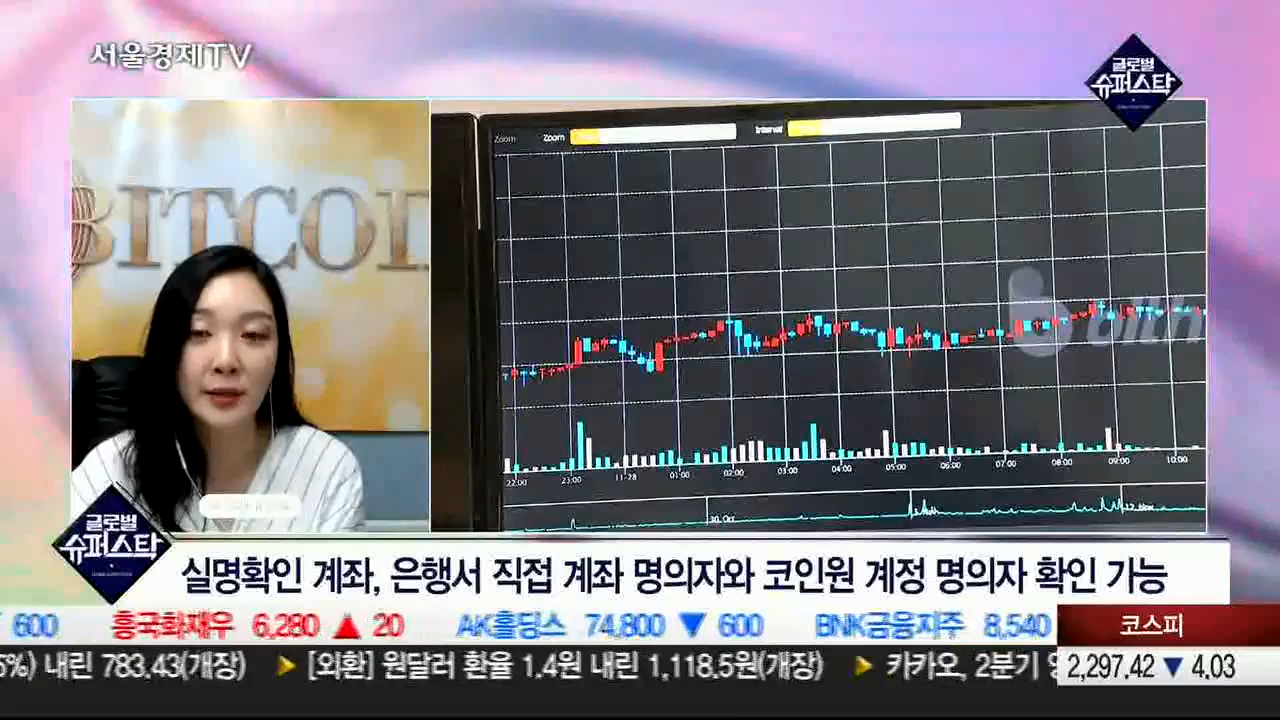 서울경제TV
글로벌
슈퍼스타
BITCOI
Zoom Zoom Interval
bith
22:00 23:00 11-28 01:00 02:00 03:00 04:00 05:00 06:00 07:00 08:00 09:00 10:00
30. Oct 12. Nov
글로벌
슈퍼스타
실명확인 계좌, 은행서 직접 계좌 명의자와 코인원 계정 명의자 확인 가능
600 흥국화재우 6,280 ▲ 20 AK홀딩스 74,800 ▼ 600 BNK금융지주 8,540
코스피
5%) 내린 783.43(개장) ▶ [외환] 원달러 환율 1.4원 내린 1,118.5원(개장) ▶ 카카오, 2분기
2,297.42 ▼ 4.03